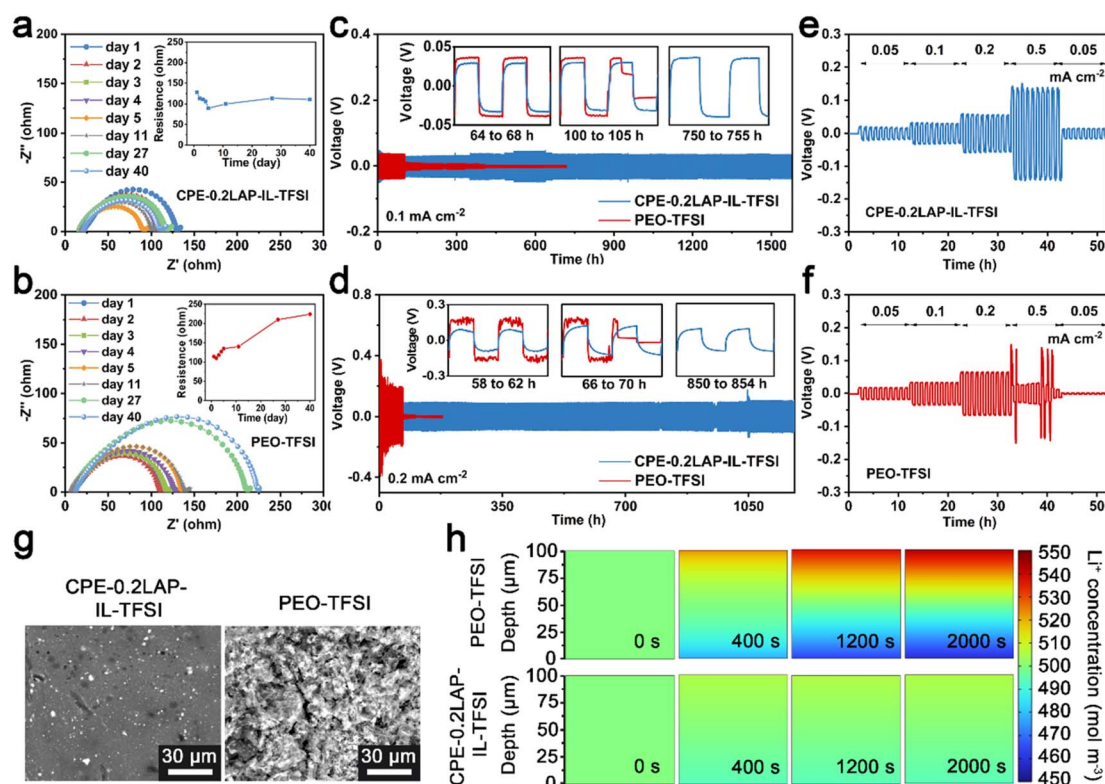 a
200
150
100
50
0
-Z'' (ohm)
day 1
day 2
day 3
day 4
day 5
day 11
day 27
day 40
Resistence (ohm)
250
200
150
100
50
0
0 10 20 30 40
Time (day)
CPE-0.2LAP-IL-TFSI
0 50 100 150 200 250 300
Z' (ohm)
c
0.4
0.2
0.0
-0.2
Voltage (V)
0.05
0.00
-0.05
Voltage (V)
64 to 68 h
100 to 105 h
750 to 755 h
0.1 mA cm⁻²
CPE-0.2LAP-IL-TFSI
PEO-TFSI
0 300 600 900 1200 1500
Time (h)
e
0.3
0.2
0.1
0.0
-0.1
-0.2
-0.3
Voltage (V)
0.05 0.1 0.2 0.5 0.05
mA cm⁻²
CPE-0.2LAP-IL-TFSI
0 10 20 30 40 50
Time (h)
b
200
150
100
50
0
-Z'' (ohm)
day 1
day 2
day 3
day 4
day 5
day 11
day 27
day 40
Resistence (ohm)
250
200
150
100
50
0
0 10 20 30 40
Time (day)
PEO-TFSI
0 50 100 150 200 250 300
Z' (ohm)
d
0.8
0.4
0.0
-0.4
Voltage (V)
0.3
0.0
-0.3
Voltage (V)
58 to 62 h
66 to 70 h
850 to 854 h
0.2 mA cm⁻²
CPE-0.2LAP-IL-TFSI
PEO-TFSI
0 350 700 1050
Time (h)
f
0.3
0.2
0.1
0.0
-0.1
-0.2
-0.3
Voltage (V)
0.05 0.1 0.2 0.5 0.05
mA cm⁻²
PEO-TFSI
0 10 20 30 40 50
Time (h)
g
CPE-0.2LAP-
IL-TFSI
PEO-TFSI
30 µm
30 µm
h
PEO-TFSI
Depth (µm)
100
75
50
25
0
0 s
400 s
1200 s
2000 s
CPE-0.2LAP-
IL-TFSI
Depth (µm)
100
75
50
25
0
0 s
400 s
1200 s
2000 s
550
540
530
520
510
500
490
480
470
460
450
Li⁺ concentration (mol m⁻³)